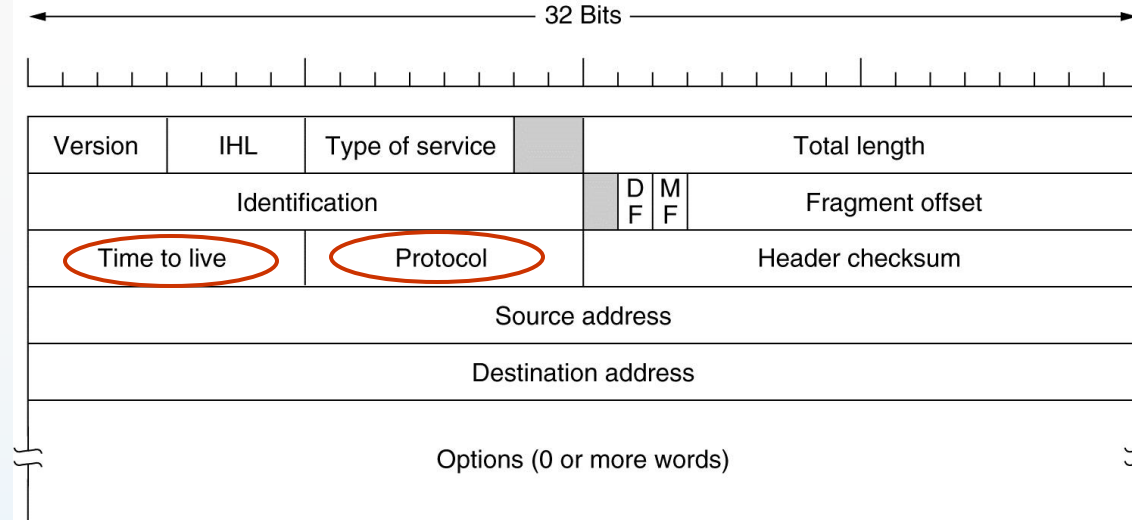 32 Bits
Version IHL Type of service Total length
Identification D F M F Fragment offset
Time to live Protocol Header checksum
Source address
Destination address
Options (0 or more words)